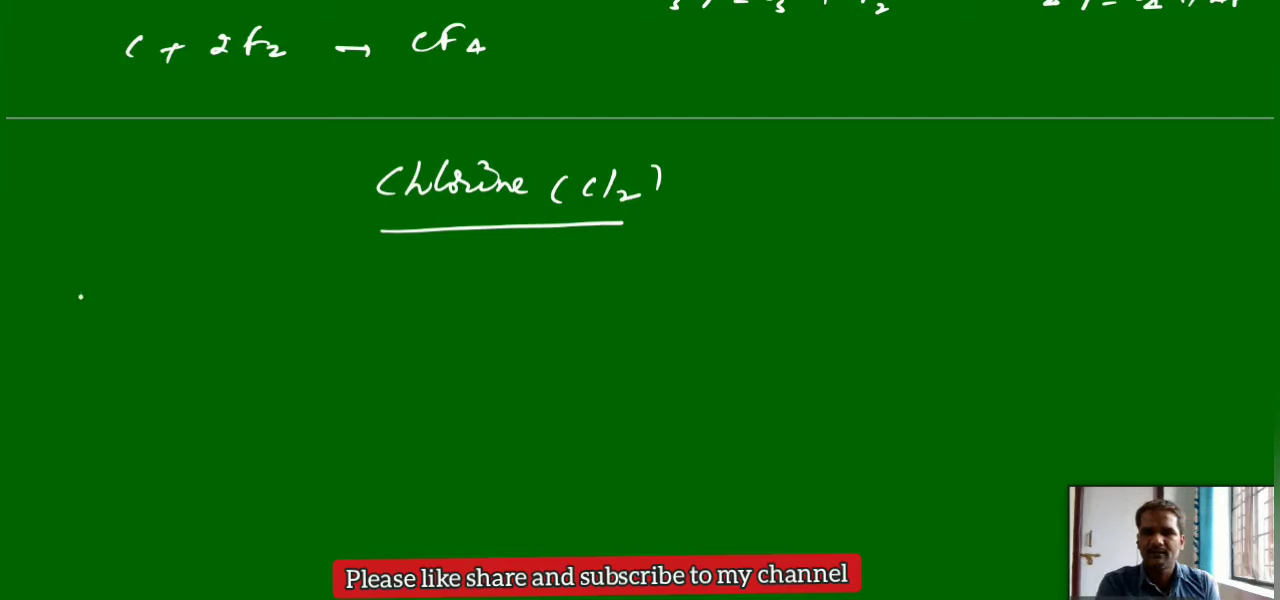 C + 2F₂ → CF₄
Chlorine (Cl₂)
Please like share and subscribe to my channel